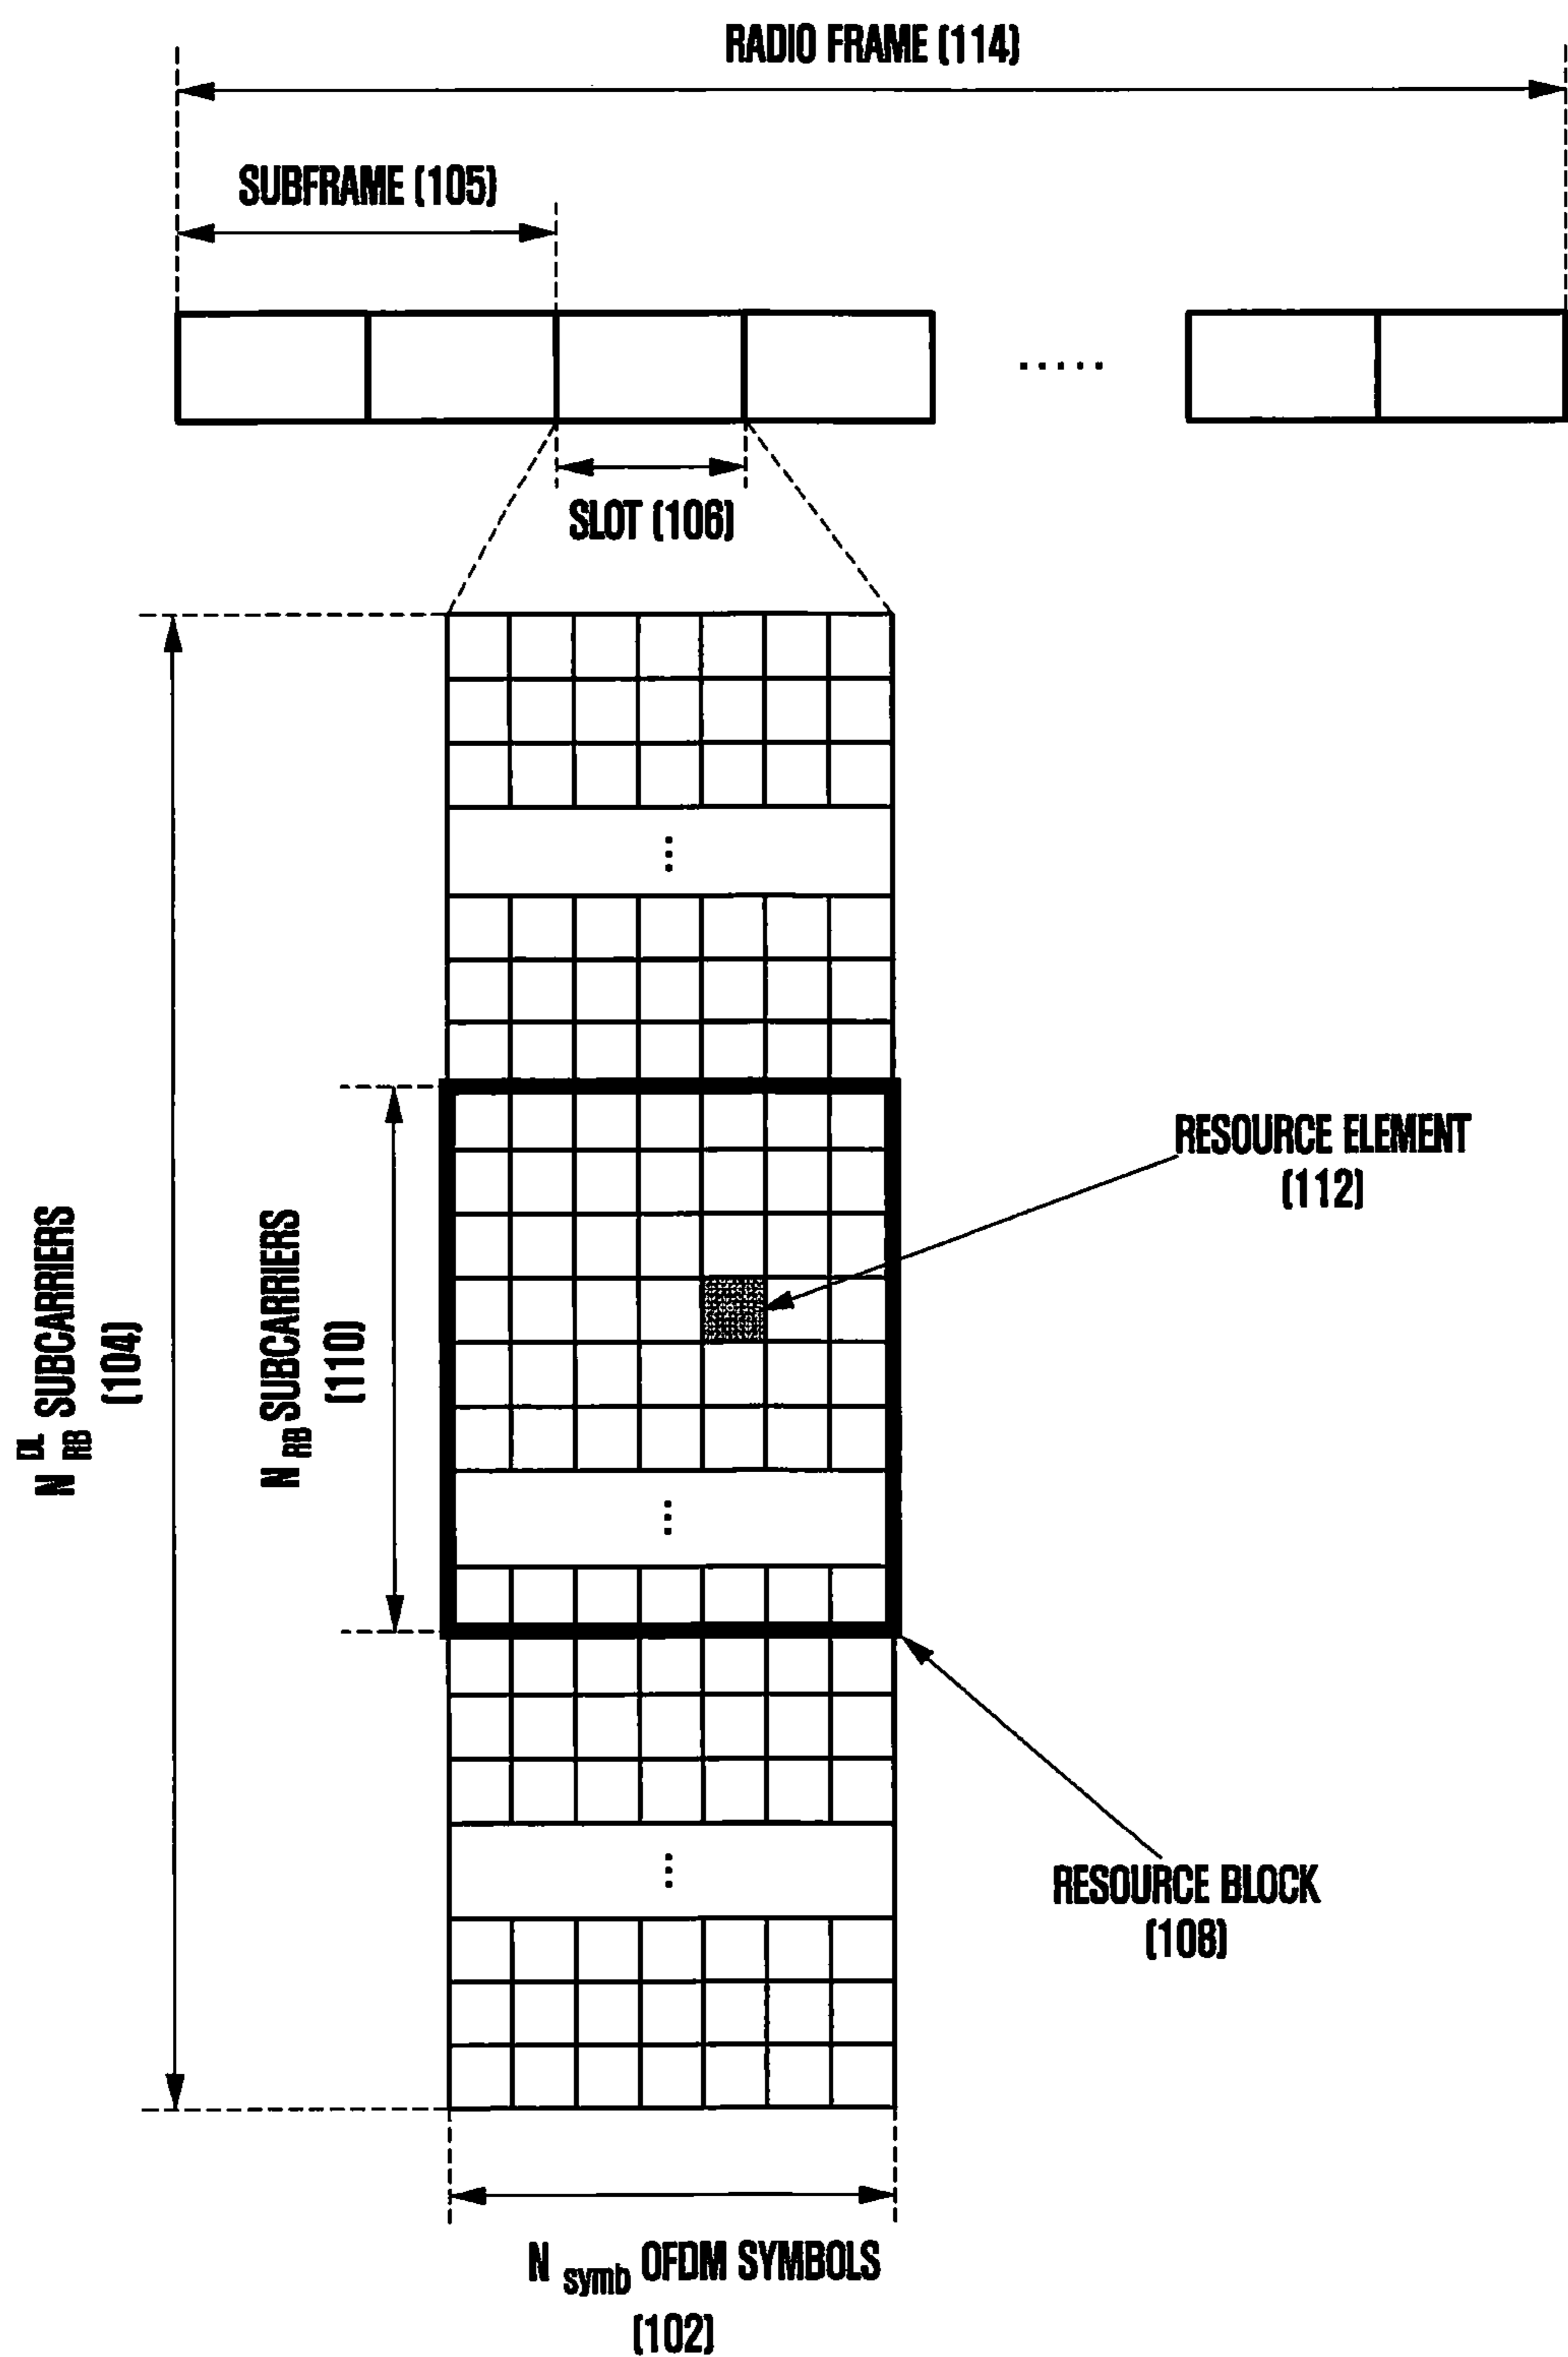 RADIO FRAME (114)
SUBFRAME (105)
.....
SLOT (106)
RESOURCE ELEMENT
(112)
N DL RB SUBCARRIERS
(104)
N RB SUBCARRIERS
(110)
RESOURCE BLOCK
(108)
N symb OFDM SYMBOLS
(102)